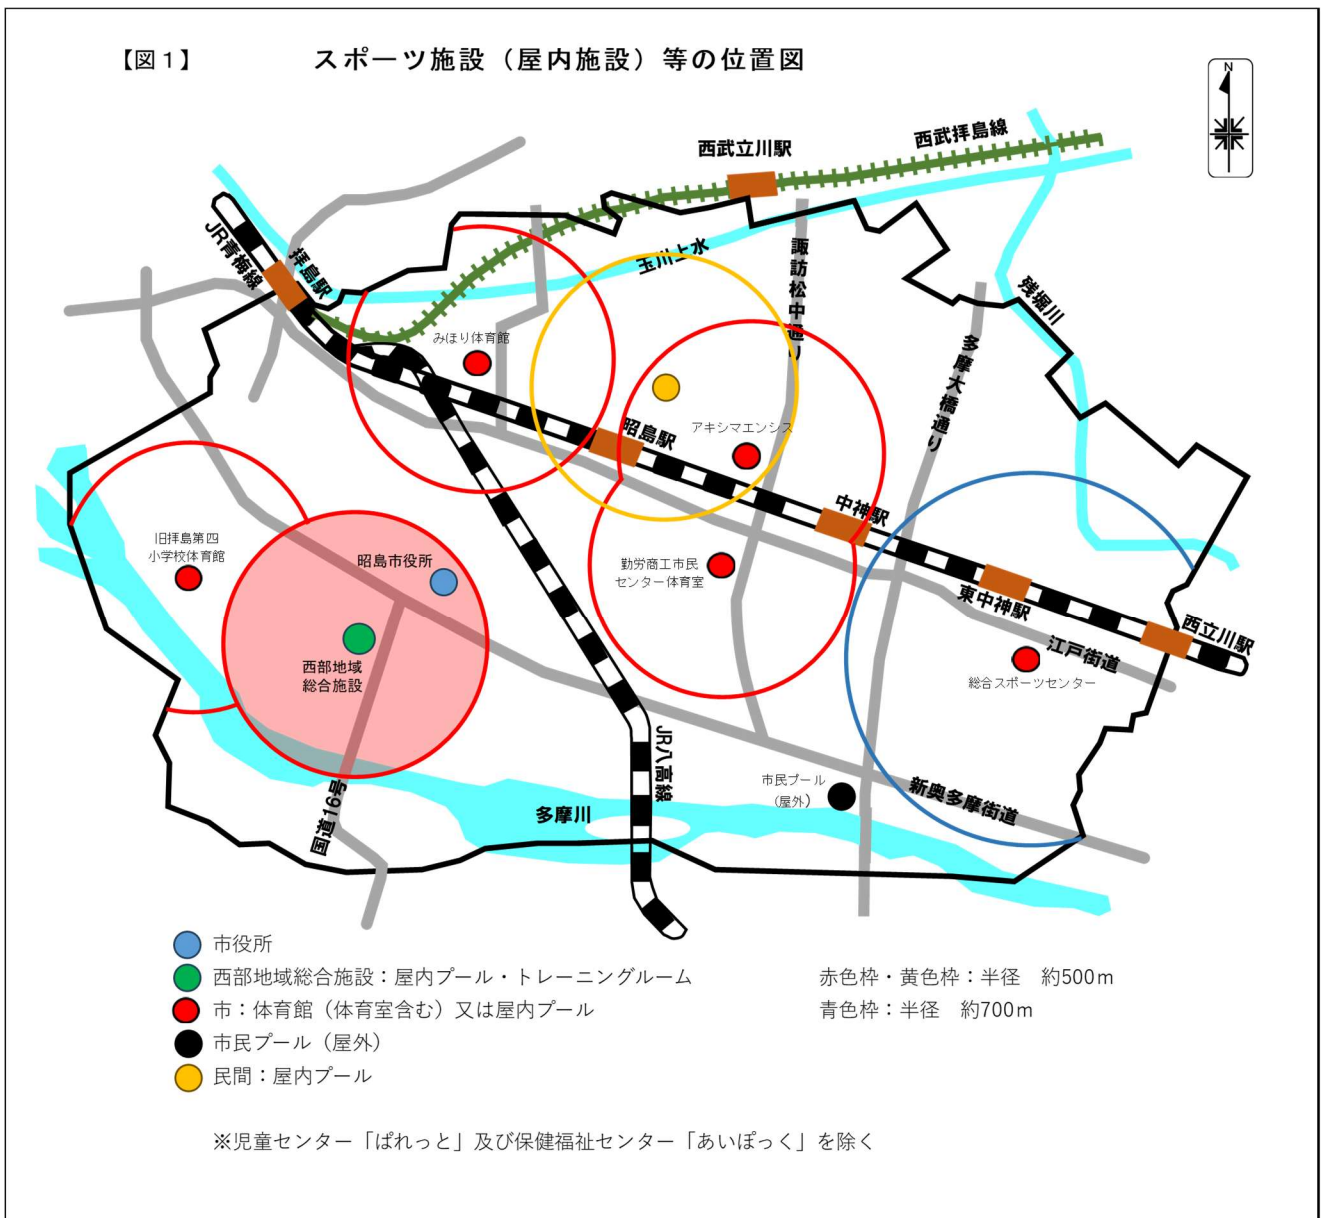 【図１】
スポーツ施設（屋内施設）等の位置図
N
西武立川駅
西武拝島線
JR青梅線
拝島駅
玉川上水
諏訪松中通り
残堀川
みほり体育館
多摩大橋通り
昭島駅
アキシマエンシス
中神駅
旧拝島第四
小学校体育館
昭島市役所
勤労商工市民
センター体育室
東中神駅
西立川駅
江戸街道
西部地域
総合施設
総合スポーツセンター
JR八高線
市民プール
（屋外）
国道16号
多摩川
新奥多摩街道
市役所
西部地域総合施設：屋内プール・トレーニングルーム
赤色枠・黄色枠：半径　約500ｍ
市：体育館（体育室含む）又は屋内プール
青色枠：半径　約700ｍ
市民プール（屋外）
民間：屋内プール
※児童センター「ぱれっと」及び保健福祉センター「あいぽっく」を除く